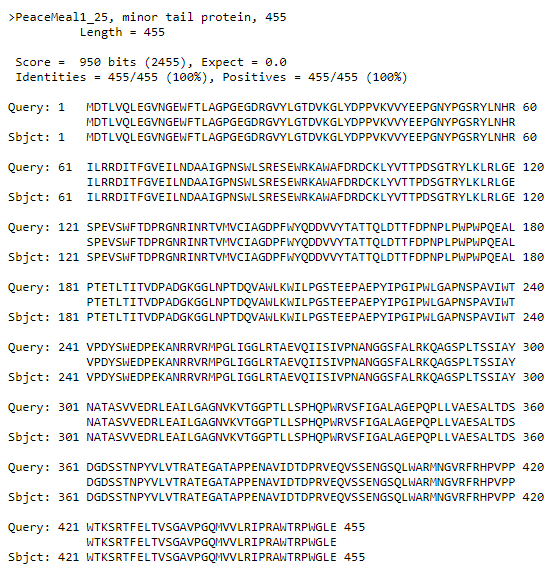 >PeaceMeal1_25, minor tail protein, 455
Length = 455
Score = 950 bits (2455), Expect = 0.0
Identities = 455/455 (100%), Positives = 455/455 (100%)
Query: 1 MDTLVQLEGVNGEWFTLAGPGEGDRGVYLGTDVKGLYDPPVKVVYEEPGNYPGSRYLNHR 60
MDTLVQLEGVNGEWFTLAGPGEGDRGVYLGTDVKGLYDPPVKVVYEEPGNYPGSRYLNHR
Sbjct: 1 MDTLVQLEGVNGEWFTLAGPGEGDRGVYLGTDVKGLYDPPVKVVYEEPGNYPGSRYLNHR 60
Query: 61 ILRRDITFGVEILNDAAIGPNSWLSRESEWRKAWAFDRDCKLYVTTPDSGTRYLKLRLGE 120
ILRRDITFGVEILNDAAIGPNSWLSRESEWRKAWAFDRDCKLYVTTPDSGTRYLKLRLGE
Sbjct: 61 ILRRDITFGVEILNDAAIGPNSWLSRESEWRKAWAFDRDCKLYVTTPDSGTRYLKLRLGE 120
Query: 121 SPEVSWFTDPRGNRINRTVMVCIAGDPFWYQDDVVYTATTQLDTTFDPNPLPWPWPQEAL 180
SPEVSWFTDPRGNRINRTVMVCIAGDPFWYQDDVVYTATTQLDTTFDPNPLPWPWPQEAL
Sbjct: 121 SPEVSWFTDPRGNRINRTVMVCIAGDPFWYQDDVVYTATTQLDTTFDPNPLPWPWPQEAL 180
Query: 181 PTETLTITVDPADGKGGLNPTDQVAWLKWILPGSTEEPAEPYIPGIPWLGAPNSPAVIWT 240
PTETLTITVDPADGKGGLNPTDQVAWLKWILPGSTEEPAEPYIPGIPWLGAPNSPAVIWT
Sbjct: 181 PTETLTITVDPADGKGGLNPTDQVAWLKWILPGSTEEPAEPYIPGIPWLGAPNSPAVIWT 240
Query: 241 VPDYSWEDPEKANRRVRMPGLIGGLRTAEVQIISIVPNANGGSFALRKQAGSPLTSSIAY 300
VPDYSWEDPEKANRRVRMPGLIGGLRTAEVQIISIVPNANGGSFALRKQAGSPLTSSIAY
Sbjct: 241 VPDYSWEDPEKANRRVRMPGLIGGLRTAEVQIISIVPNANGGSFALRKQAGSPLTSSIAY 300
Query: 301 NATASVVEDRLEAILGAGNVKVTGGPTLLSPHQPWRVSFIGALAGEPQPLLVAESALTDS 360
NATASVVEDRLEAILGAGNVKVTGGPTLLSPHQPWRVSFIGALAGEPQPLLVAESALTDS
Sbjct: 301 NATASVVEDRLEAILGAGNVKVTGGPTLLSPHQPWRVSFIGALAGEPQPLLVAESALTDS 360
Query: 361 DGDSSTNPYVLVTRATEGATAPPENAVIDTDPRVEQVSSENGSQLWARMNGVRFRHPVPP 420
DGDSSTNPYVLVTRATEGATAPPENAVIDTDPRVEQVSSENGSQLWARMNGVRFRHPVPP
Sbjct: 361 DGDSSTNPYVLVTRATEGATAPPENAVIDTDPRVEQVSSENGSQLWARMNGVRFRHPVPP 420
Query: 421 WTKSRTFELTVSGAVPGQMVVLRIPRAWTRPWGLE 455
WTKSRTFELTVSGAVPGQMVVLRIPRAWTRPWGLE
Sbjct: 421 WTKSRTFELTVSGAVPGQMVVLRIPRAWTRPWGLE 455